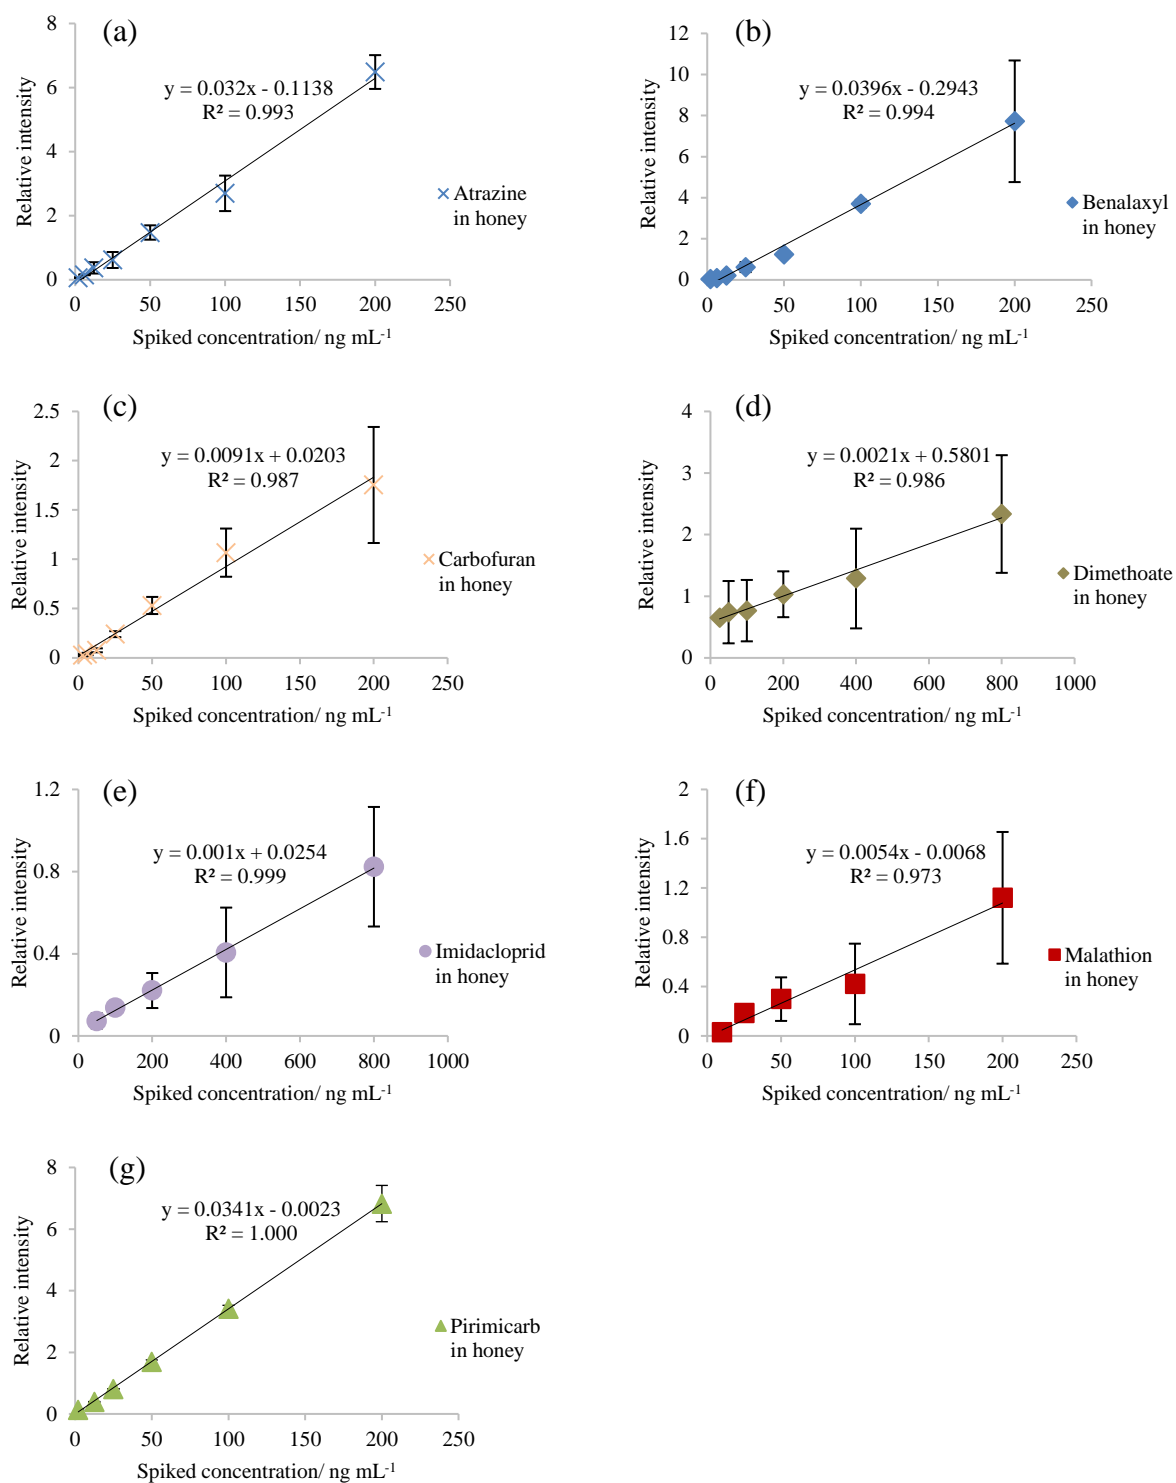 (a)
Relative intensity
8
6
4
2
0
y = 0.032x - 0.1138
R² = 0.993
Atrazine
in honey
0 50 100 150 200 250
Spiked concentration/ ng mL⁻¹
(b)
Relative intensity
12
10
8
6
4
2
0
y = 0.0396x - 0.2943
R² = 0.994
Benalaxyl
in honey
0 50 100 150 200 250
Spiked concentration/ ng mL⁻¹
(c)
Relative intensity
2.5
2
1.5
1
0.5
0
y = 0.0091x + 0.0203
R² = 0.987
Carbofuran
in honey
0 50 100 150 200 250
Spiked concentration/ ng mL⁻¹
(d)
Relative intensity
4
3
2
1
0
y = 0.0021x + 0.5801
R² = 0.986
Dimethoate
in honey
0 200 400 600 800 1000
Spiked concentration/ ng mL⁻¹
(e)
Relative intensity
1.2
0.8
0.4
0
y = 0.001x + 0.0254
R² = 0.999
Imidacloprid
in honey
0 200 400 600 800 1000
Spiked concentration/ ng mL⁻¹
(f)
Relative intensity
2
1.6
1.2
0.8
0.4
0
y = 0.0054x - 0.0068
R² = 0.973
Malathion
in honey
0 50 100 150 200 250
Spiked concentration/ ng mL⁻¹
(g)
Relative intensity
8
6
4
2
0
y = 0.0341x - 0.0023
R² = 1.000
Pirimicarb
in honey
0 50 100 150 200 250
Spiked concentration/ ng mL⁻¹